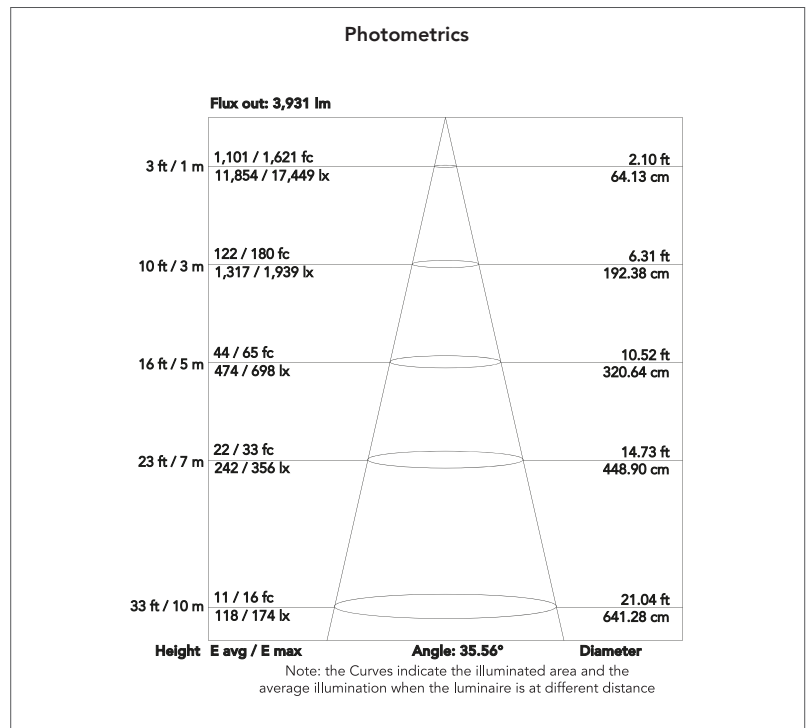 Photometrics
Flux out: 3,931 lm
3 ft / 1 m
1,101 / 1,621 fc
11,854 / 17,449 lx
2.10 ft
64.13 cm
10 ft / 3 m
122 / 180 fc
1,317 / 1,939 lx
6.31 ft
192.38 cm
16 ft / 5 m
44 / 65 fc
474 / 698 lx
10.52 ft
320.64 cm
23 ft / 7 m
22 / 33 fc
242 / 356 lx
14.73 ft
448.90 cm
33 ft / 10 m
11 / 16 fc
118 / 174 lx
21.04 ft
641.28 cm
Height E avg / E max Angle: 35.56° Diameter
Note: the Curves indicate the illuminated area and the
average illumination when the luminaire is at different distance